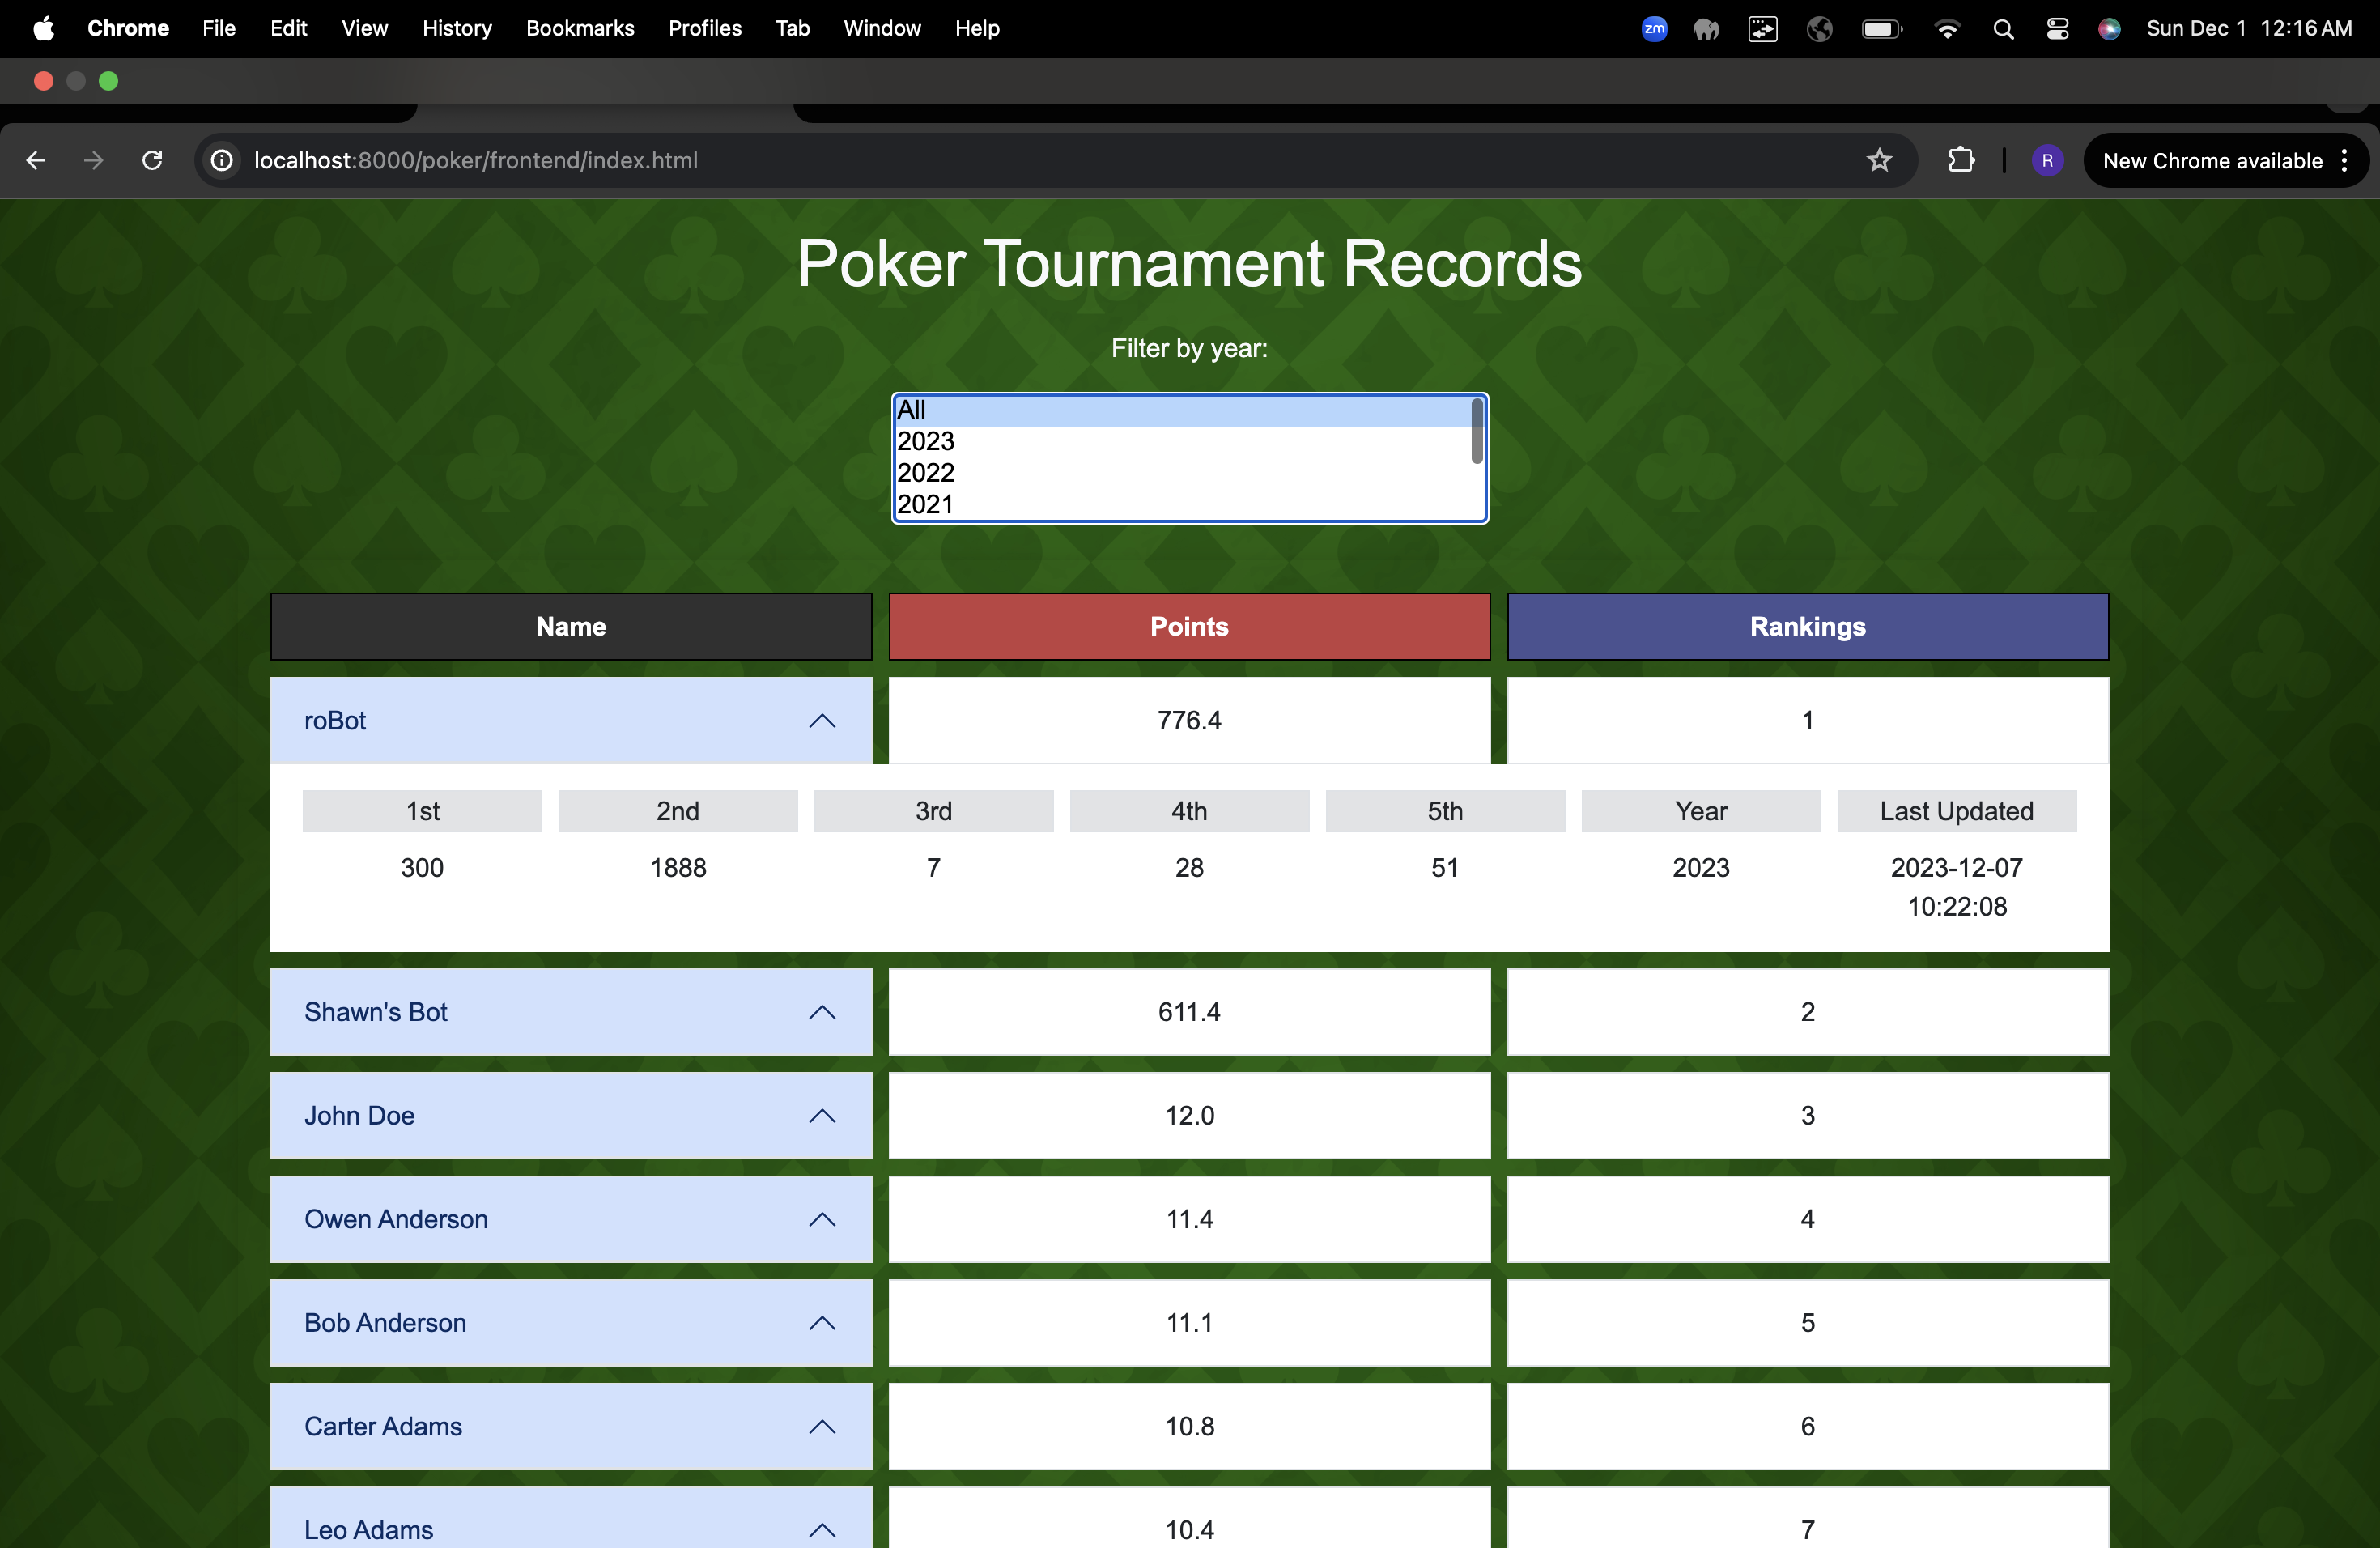 Chrome File Edit View History Bookmarks Profiles Tab Window Help zm Sun Dec 1 12:16 AM
localhost:8000/poker/frontend/index.html R New Chrome available
Poker Tournament Records
Filter by year:
All
2023
2022
2021
Name Points Rankings
roBot 776.4 1
1st 2nd 3rd 4th 5th Year Last Updated
300 1888 7 28 51 2023 2023-12-07
10:22:08
Shawn's Bot 611.4 2
John Doe 12.0 3
Owen Anderson 11.4 4
Bob Anderson 11.1 5
Carter Adams 10.8 6
Leo Adams 10.4 7